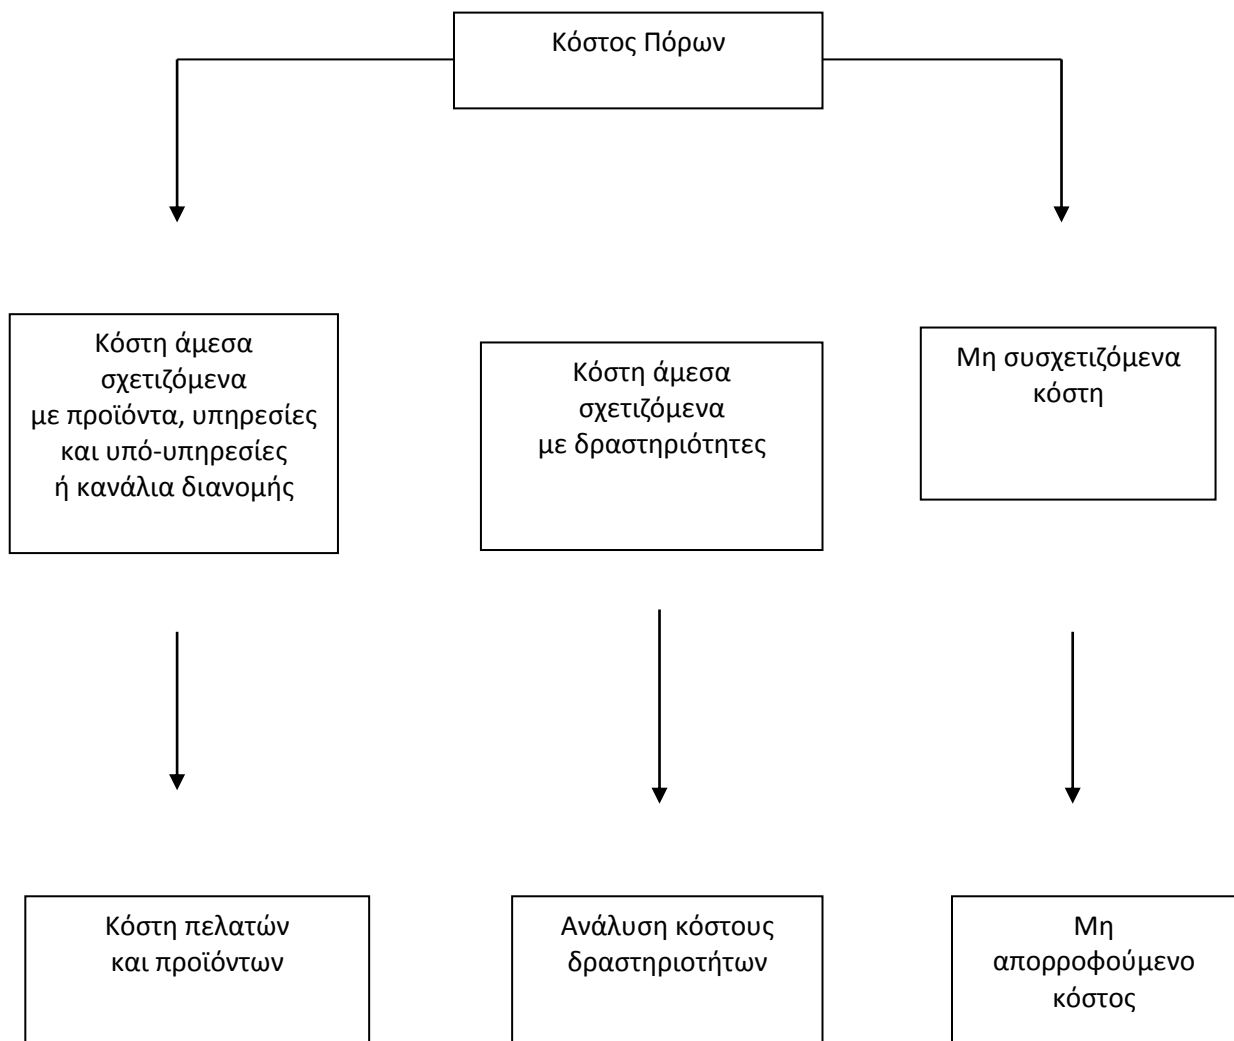 Κόστος Πόρων
Κόστη άμεσα
σχετιζόμενα
με προϊόντα, υπηρεσίες
και υπό-υπηρεσίες
ή κανάλια διανομής
Κόστη άμεσα
σχετιζόμενα
με δραστηριότητες
Μη συσχετιζόμενα
κόστη
Κόστη πελατών
και προϊόντων
Ανάλυση κόστους
δραστηριοτήτων
Μη
απορροφούμενο
κόστος